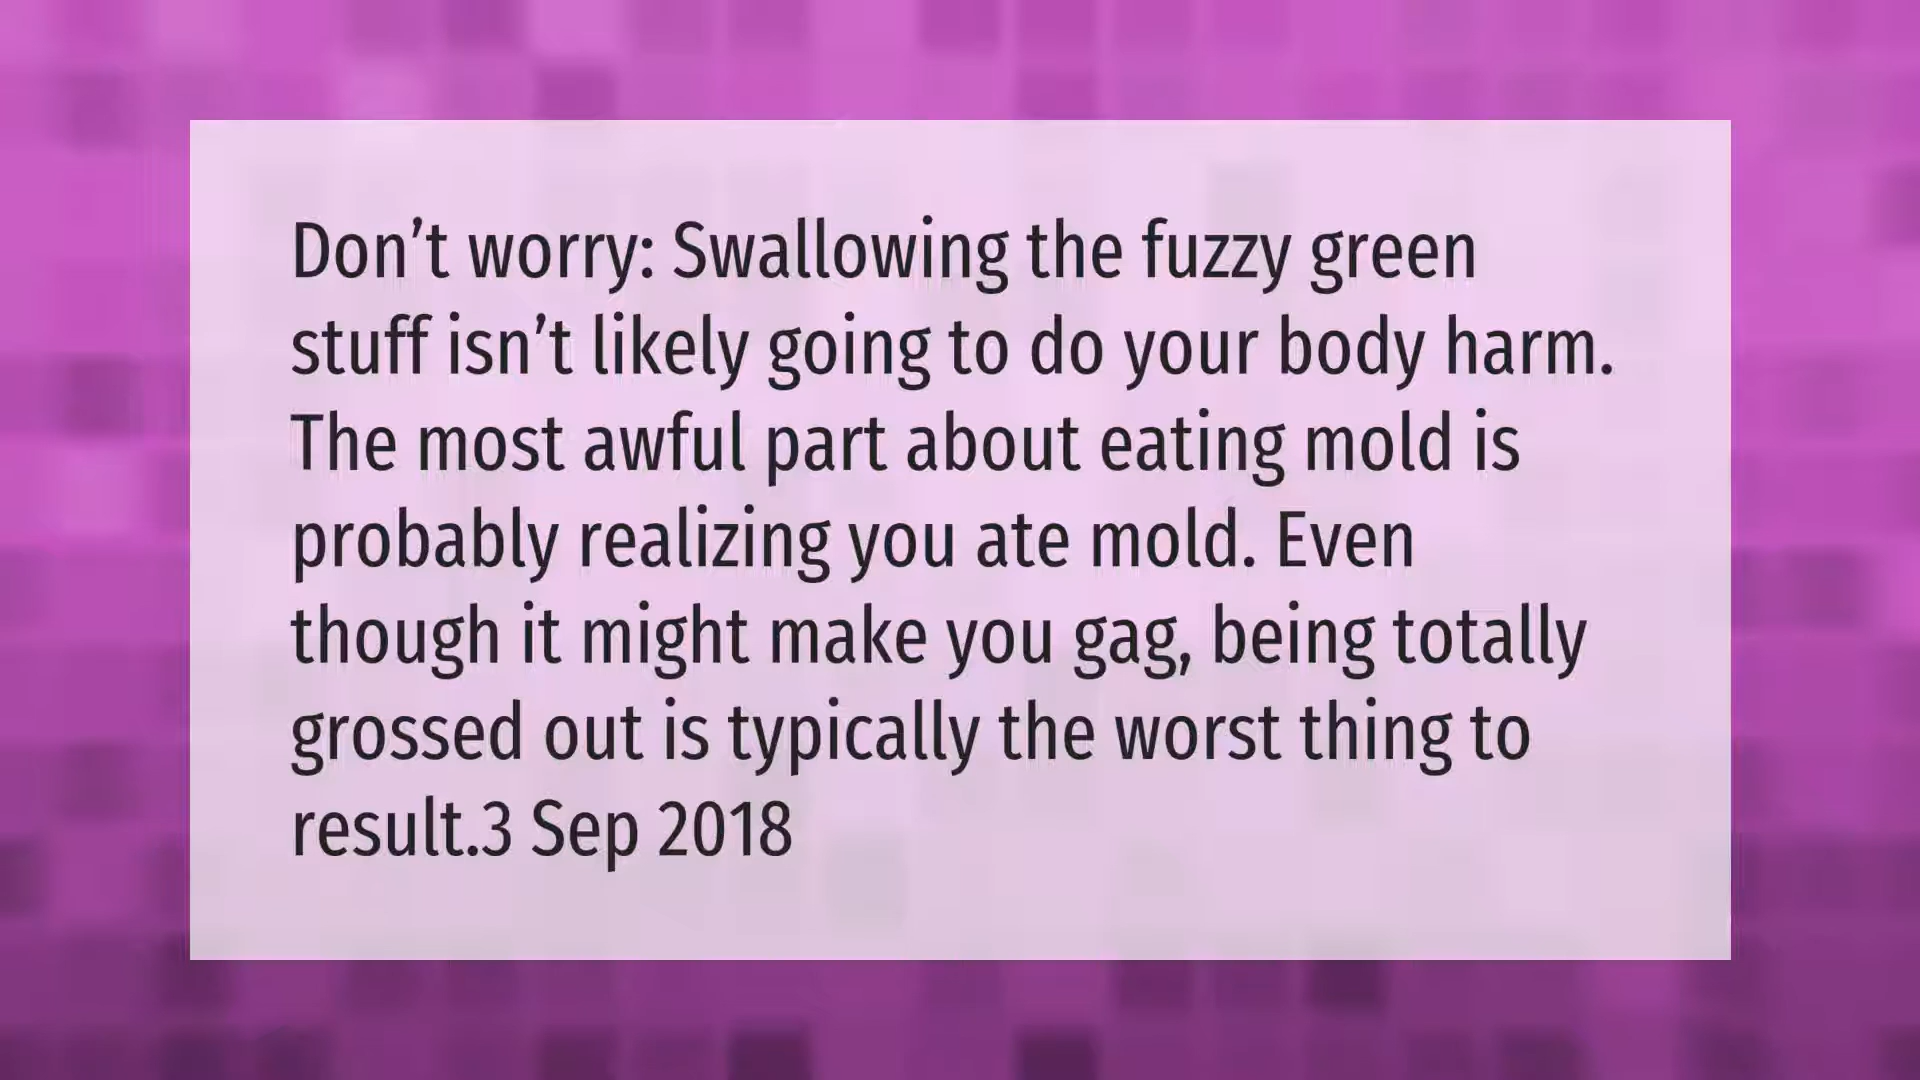 Don’t worry: Swallowing the fuzzy green
stuff isn’t likely going to do your body harm.
The most awful part about eating mold is
probably realizing you ate mold. Even
though it might make you gag, being totally
grossed out is typically the worst thing to
result.3 Sep 2018